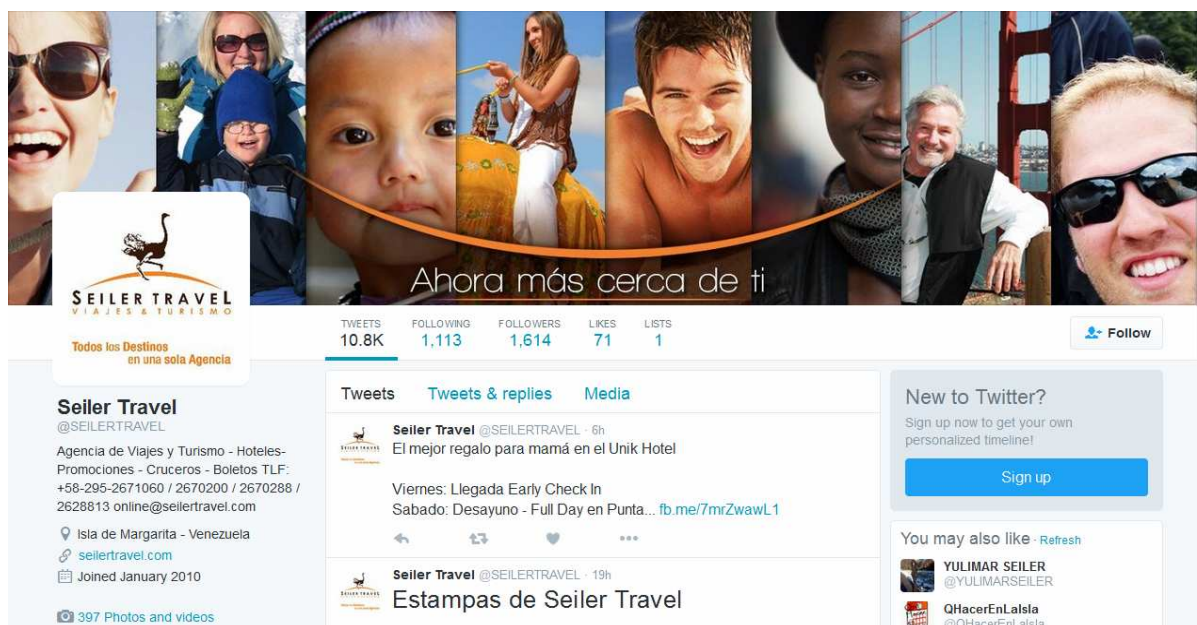 Ahora más cerca de ti
SEILER TRAVEL
VIAJES & TURISMO
Todos los Destinos
en una sola Agencia
TWEETS FOLLOWING FOLLOWERS LIKES LISTS
10.8K 1,113 1,614 71 1
Follow
Seiler Travel
@SEILERTRAVEL
Agencia de Viajes y Turismo - Hoteles-
Promociones - Cruceros - Boletos TLF:
+58-295-2671060 / 2670200 / 2670288 /
2628813 online@seilertravel.com
Isla de Margarita - Venezuela
seilertravel.com
Joined January 2010
397 Photos and videos
Tweets Tweets & replies Media
Seiler Travel @SEILERTRAVEL · 6h
El mejor regalo para mamá en el Unik Hotel
Viernes: Llegada Early Check In
Sabado: Desayuno - Full Day en Punta... fb.me/7mrZwawL1
Seiler Travel @SEILERTRAVEL · 19h
Estampas de Seiler Travel
New to Twitter?
Sign up now to get your own
personalized timeline!
Sign up
You may also like · Refresh
YULIMAR SEILER
@YULIMARSEILER
QHacerEnLaIsla
@QHacerEnLaIsla